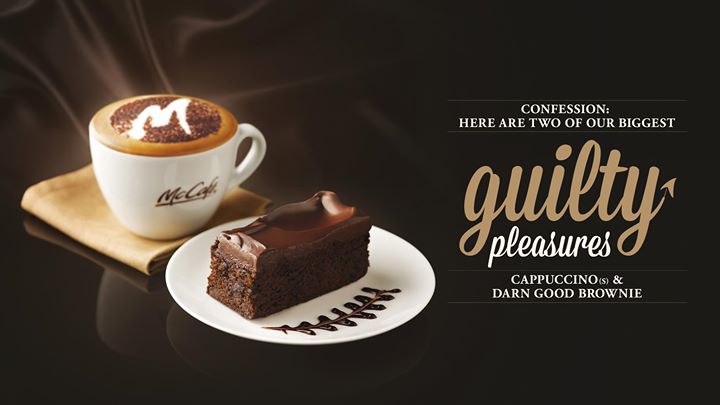 M
McCafé
CONFESSION:
HERE ARE TWO OF OUR BIGGEST
guilty
pleasures
CAPPUCCINO(S) &
DARN GOOD BROWNIE